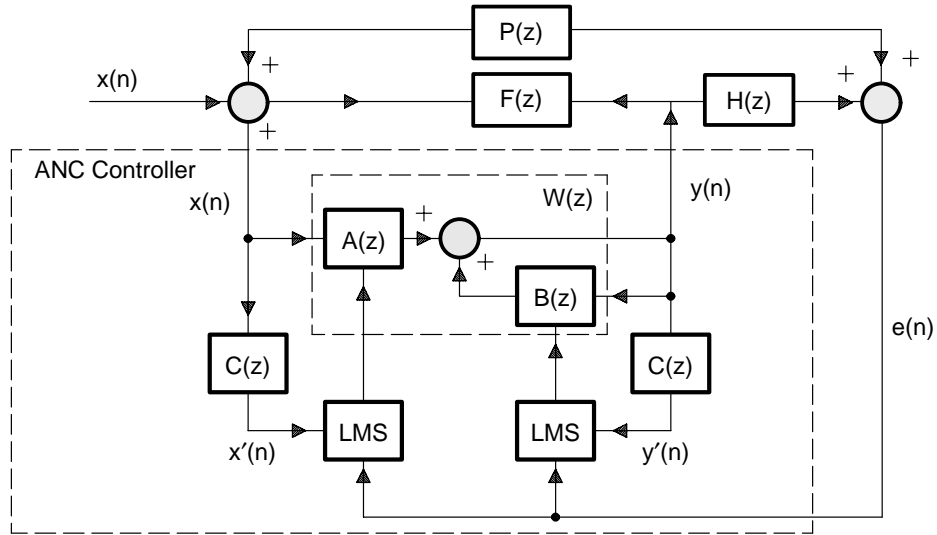 P(z)
+
+
x(n)
+
+
F(z)
H(z)
+
ANC Controller
x(n)
W(z)
y(n)
A(z)
+
+
B(z)
e(n)
C(z)
C(z)
LMS
LMS
x′(n)
y′(n)